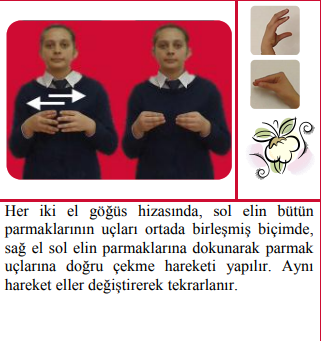 Her iki el göğüs hizasında, sol elin bütün
parmaklarının uçları ortada birleşmiş biçimde,
sağ el sol elin parmaklarına dokunarak parmak
uçlarına doğru çekme hareketi yapılır. Aynı
hareket eller değiştirerek tekrarlanır.